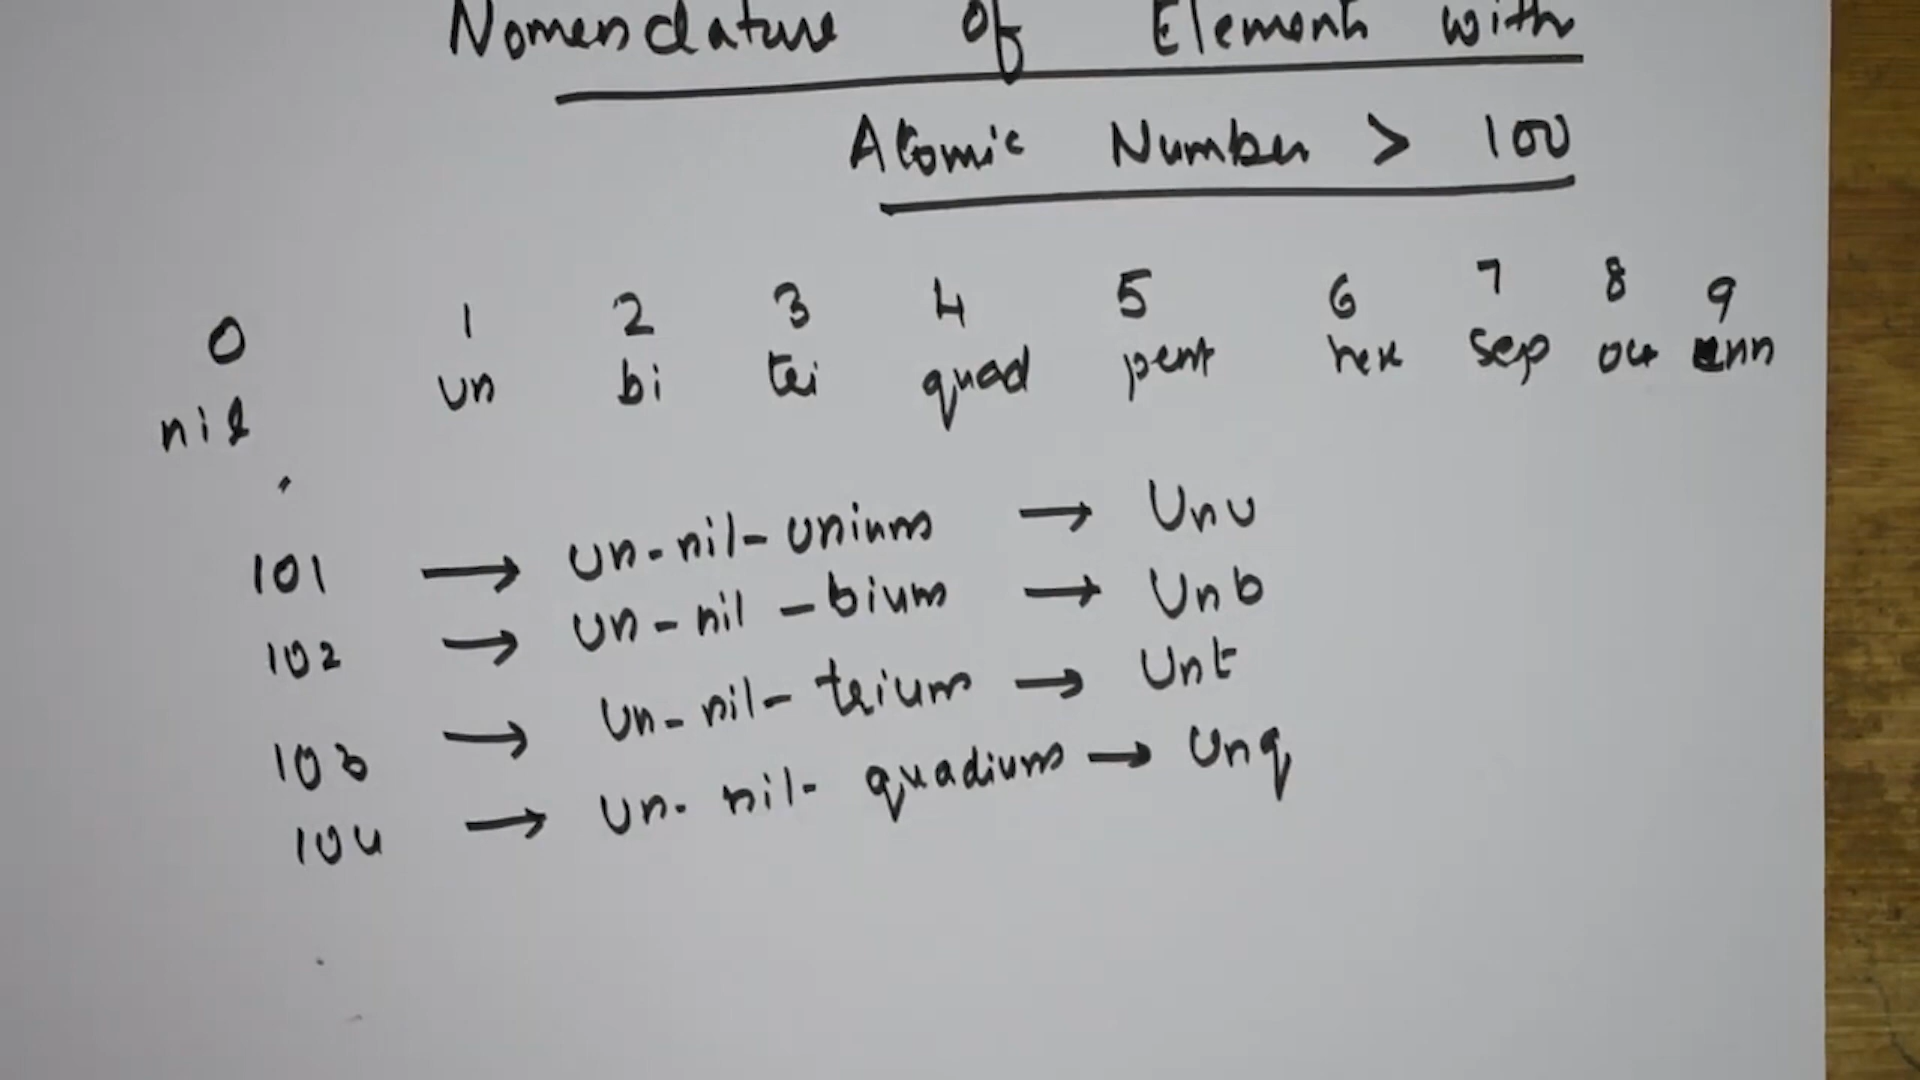 Nomenclature of Elements with
Atomic Number > 100
0 1 2 3 4 5 6 7 8 9
nil un bi tri quad pent hex sep oct enn
101 → un-nil-unium → Unu
102 → un-nil-bium → Unb
103 → un-nil-trium → Unt
104 → un-nil-quadium → Unq